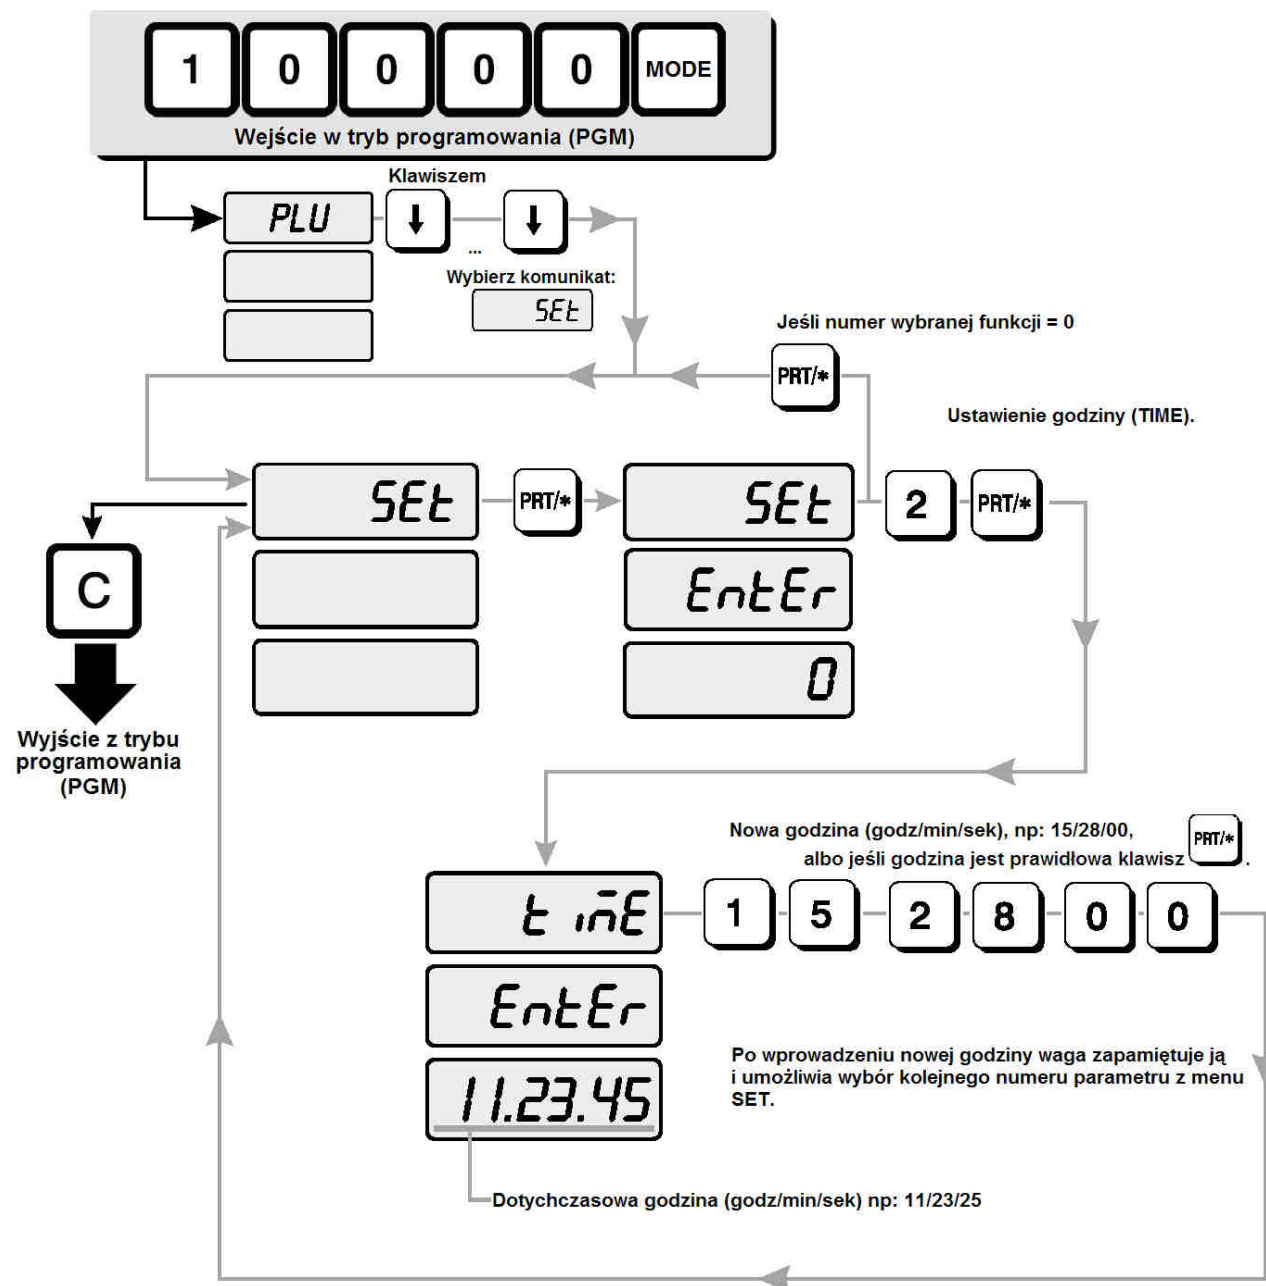 1 0 0 0 0 MODE
Wejście w tryb programowania (PGM)
Klawiszem
PLU
...
Wybierz komunikat:
SEt
Jeśli numer wybranej funkcji = 0
PRT/*
Ustawienie godziny (TIME).
SEt PRT/* SEt 2 PRT/*
EntEr
C
0
Wyjście z trybu
programowania
(PGM)
Nowa godzina (godz/min/sek), np: 15/28/00,
albo jeśli godzina jest prawidłowa klawisz PRT/* .
timE 1 5 2 8 0 0
EntEr
Po wprowadzeniu nowej godziny waga zapamiętuje ją
i umożliwia wybór kolejnego numeru parametru z menu
SET.
11.23.45
Dotychczasowa godzina (godz/min/sek) np: 11/23/25